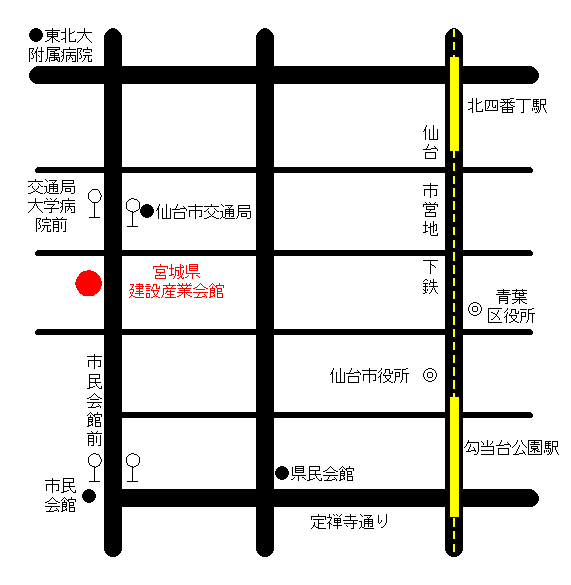 東北大
附属病院
北四番丁駅
仙台市営地下鉄
交通局
大学病
院前
仙台市交通局
宮城県
建設産業会館
青葉
区役所
仙台市役所
市民会館前
勾当台公園駅
県民会館
市民
会館
定禅寺通り